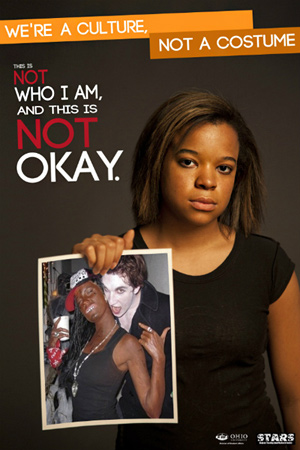 WE'RE A CULTURE,
NOT A COSTUME
THIS IS
NOT
WHO I AM,
AND THIS IS
NOT
OKAY.
OHIO
STARS